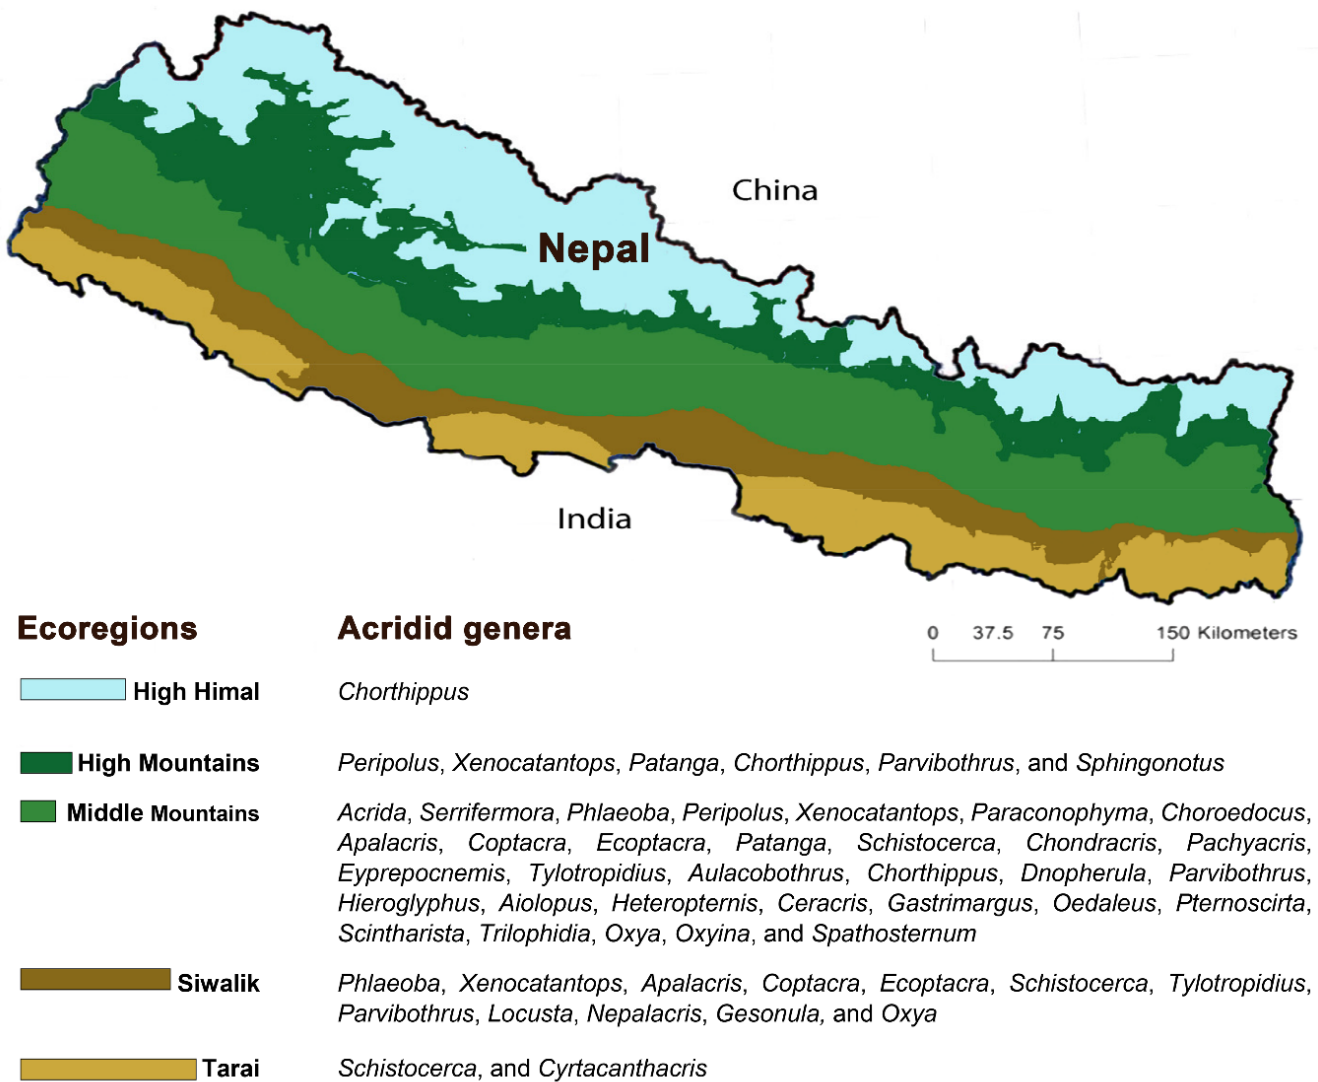 China
Nepal
India
Ecoregions
Acridid genera
0 37.5 75 150 Kilometers
High Himal
Chorthippus
High Mountains
Peripolus, Xenocatantops, Patanga, Chorthippus, Parvibothrus, and Sphingonotus
Middle Mountains
Acrida, Serrifermora, Phlaeoba, Peripolus, Xenocatantops, Paraconophyma, Choroedocus,
Apalacris, Coptacra, Ecoptacra, Patanga, Schistocerca, Chondracris, Pachyacris,
Eyprepocnemis, Tylotropidius, Aulacobothrus, Chorthippus, Dnopherula, Parvibothrus,
Hieroglyphus, Aiolopus, Heteropternis, Ceracris, Gastrimargus, Oedaleus, Pternoscirta,
Scintharista, Trilophidia, Oxya, Oxyina, and Spathosternum
Siwalik
Phlaeoba, Xenocatantops, Apalacris, Coptacra, Ecoptacra, Schistocerca, Tylotropidius,
Parvibothrus, Locusta, Nepalacris, Gesonula, and Oxya
Tarai
Schistocerca, and Cyrtacanthacris